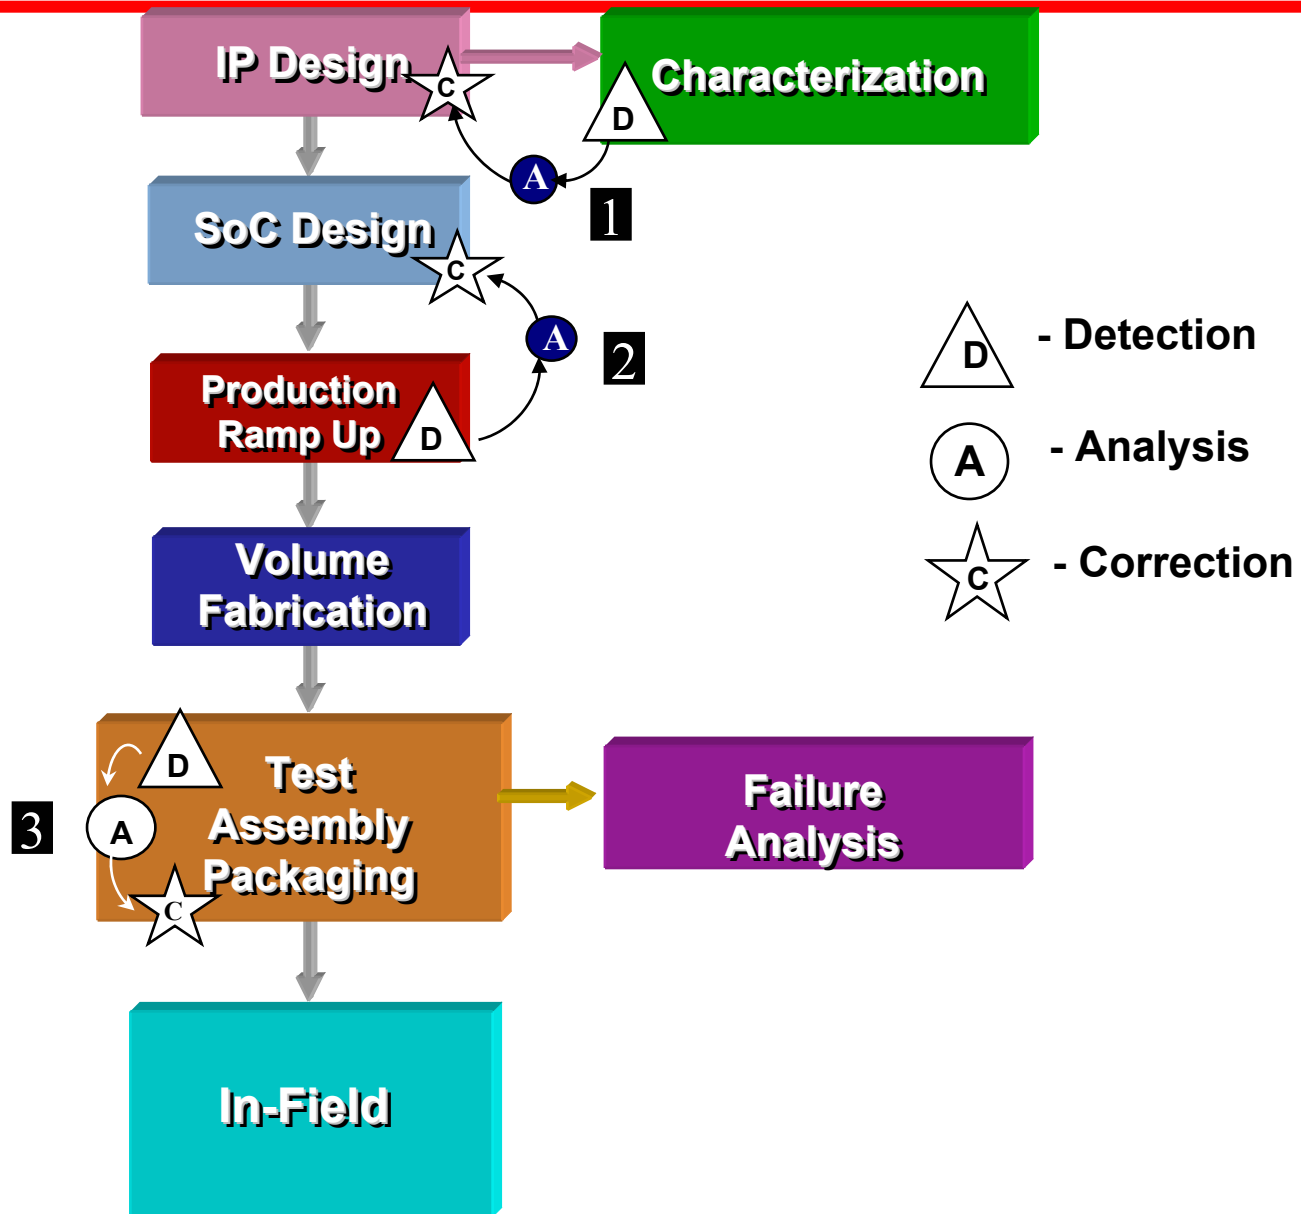 IP Design
C
Characterization
D
A
1
SoC Design
C
A
2
Production
Ramp Up
D
D
- Detection
A
- Analysis
C
- Correction
Volume
Fabrication
D
Test
Assembly
Packaging
A
3
C
Failure
Analysis
In-Field